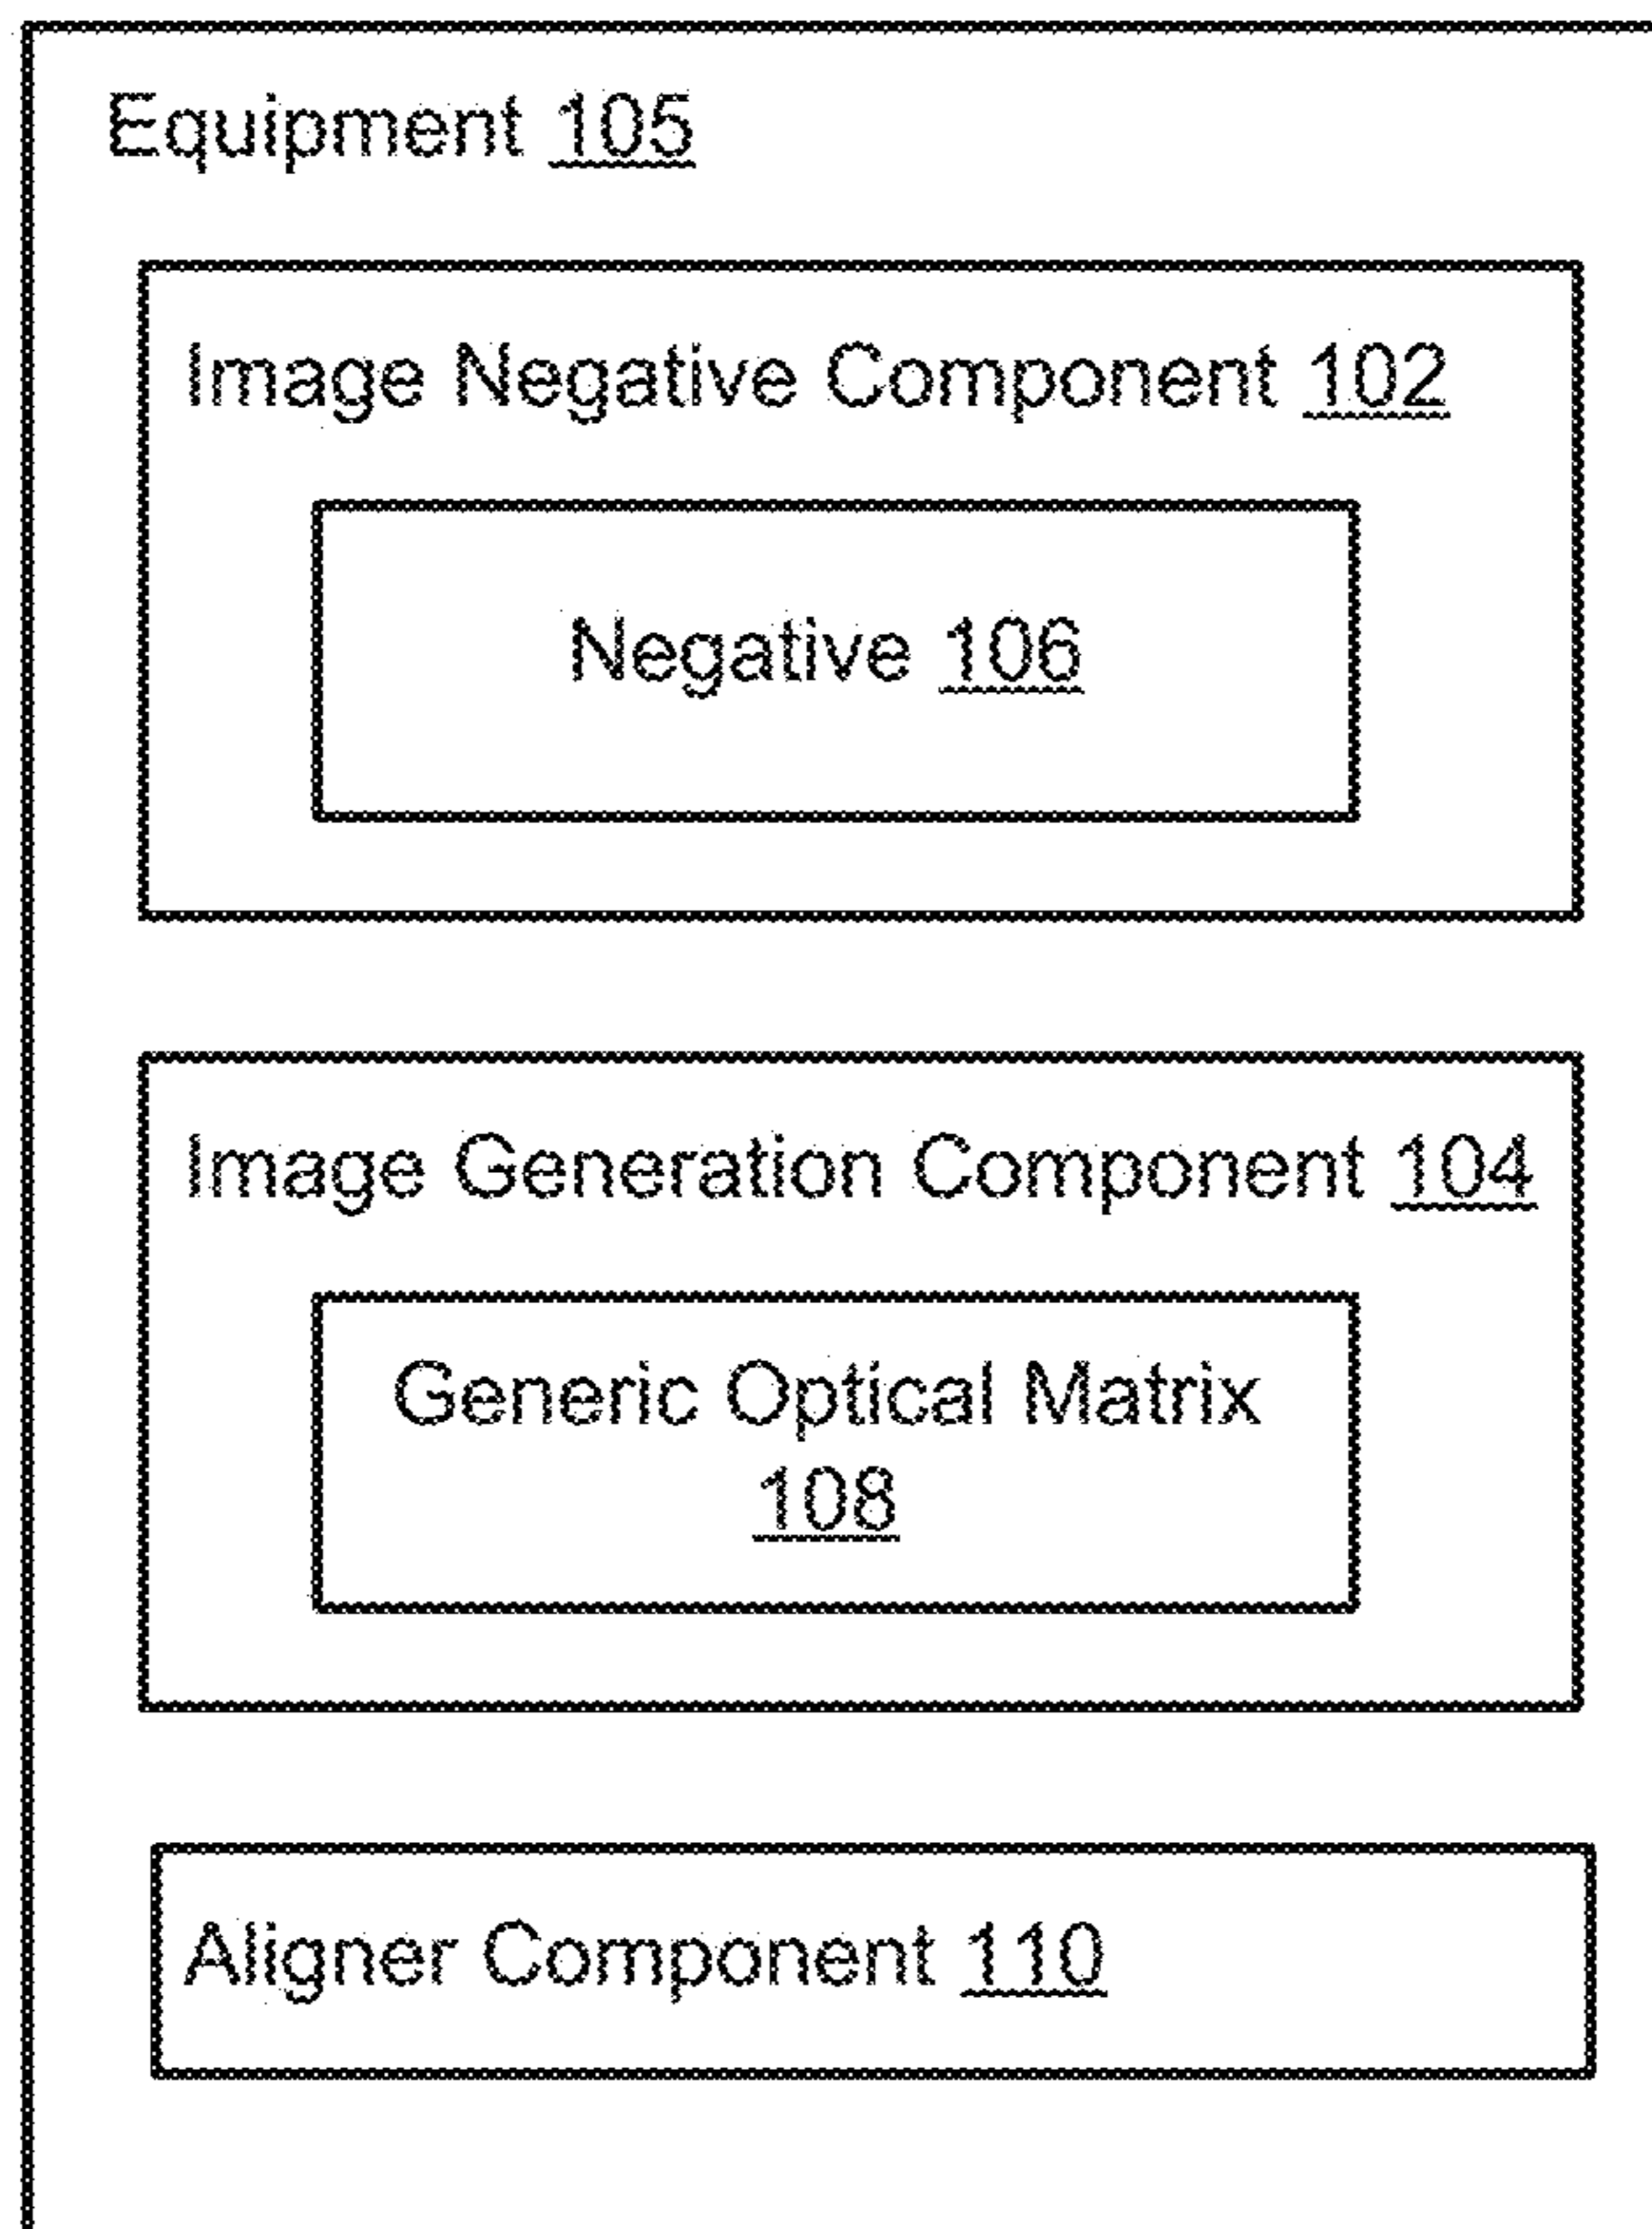 Equipment 105
Image Negative Component 102
Negative 106
Image Generation Component 104
Generic Optical Matrix
108
Aligner Component 110